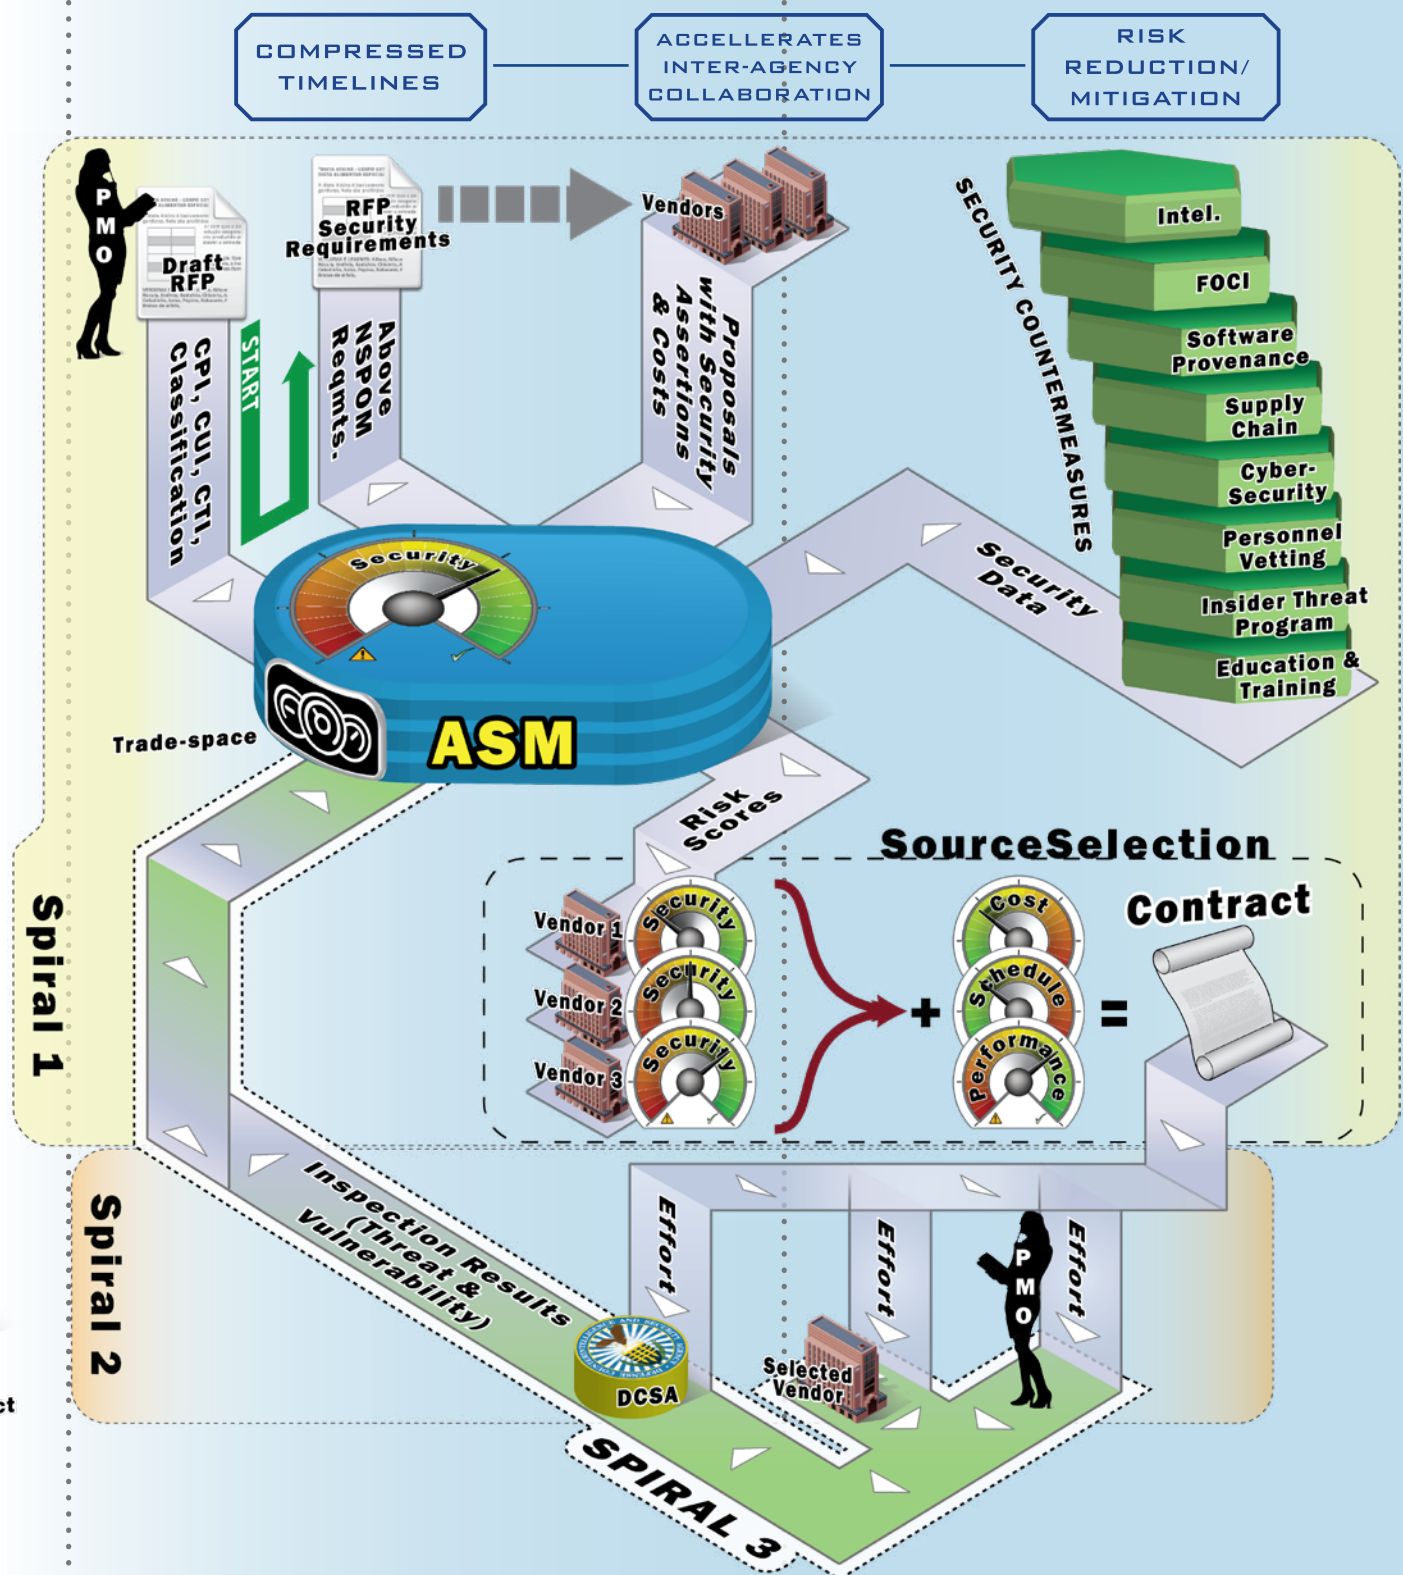 COMPRESSED
TIMELINES
ACCELLERATES
INTER-AGENCY
COLLABORATION
RISK
REDUCTION/
MITIGATION
PMO
Draft
RFP
RFP
Security
Requirements
Vendors
SECURITY COUNTERMEASURES
Intel.
FOCI
Software
Provenance
Supply
Chain
Cyber-
Security
Personnel
Vetting
Insider Threat
Program
Education &
Training
CPI, CUI, CTI,
Classification
START
Above
NSPOM
Reqmts.
Proposals
with Security
Assertions
& Costs
Security
Data
Security
Trade-space
ASM
Risk
Scores
SourceSelection
Vendor 1
Security
Vendor 2
Security
Vendor 3
Security
+
Cost
Schedule
Performance
=
Contract
Spiral 1
Spiral 2
Inspection Results
(Threat &
Vulnerability)
Effort
Effort
Effort
PMO
DCSA
Selected
Vendor
ct
SPIRAL 3